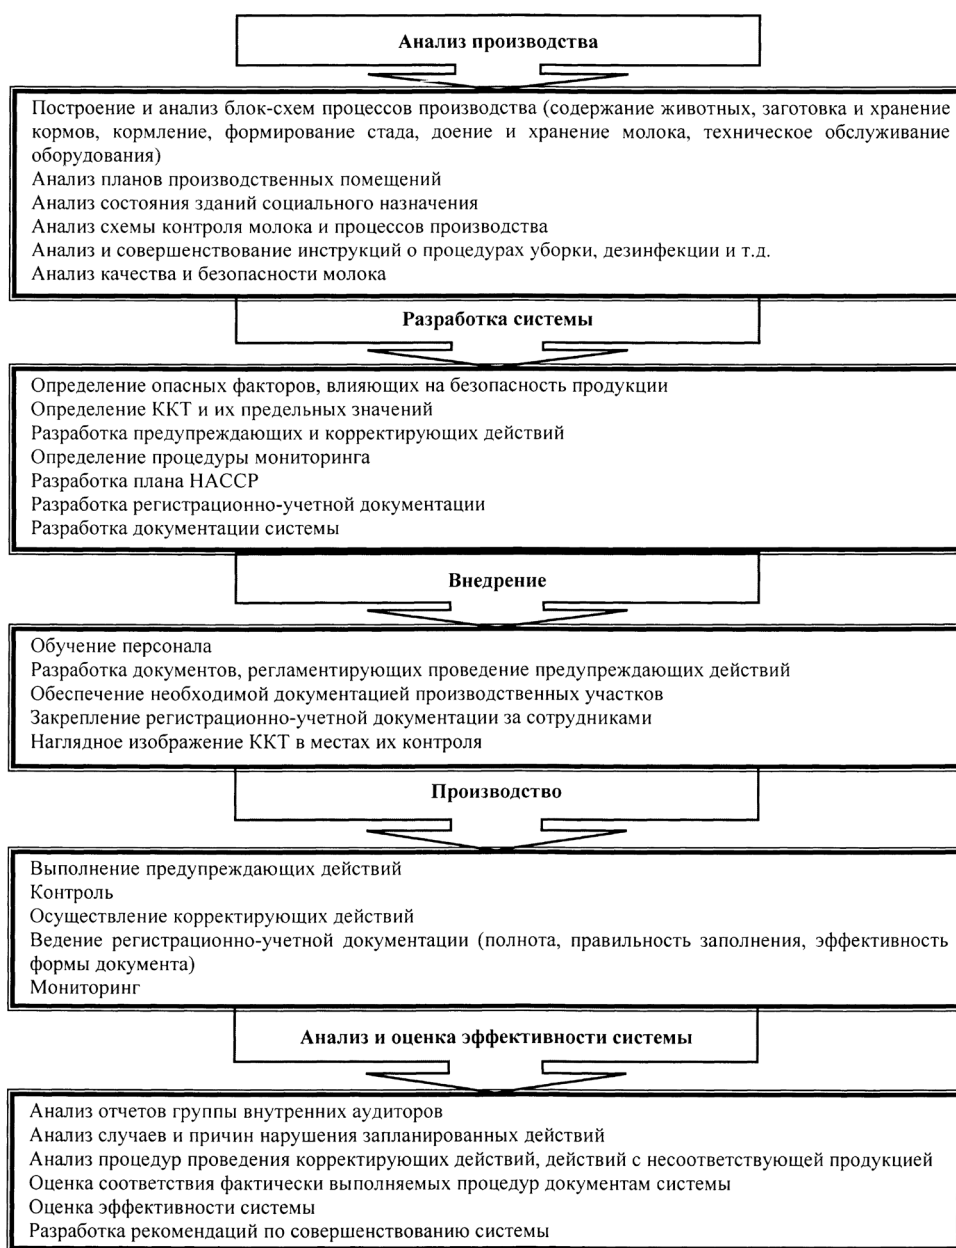 Анализ производства
Построение и анализ блок-схем процессов производства (содержание животных, заготовка и хранение
кормов, кормление, формирование стада, доение и хранение молока, техническое обслуживание
оборудования)
Анализ планов производственных помещений
Анализ состояния зданий социального назначения
Анализ схемы контроля молока и процессов производства
Анализ и совершенствование инструкций о процедурах уборки, дезинфекции и т.д.
Анализ качества и безопасности молока
Разработка системы
Определение опасных факторов, влияющих на безопасность продукции
Определение ККТ и их предельных значений
Разработка предупреждающих и корректирующих действий
Определение процедуры мониторинга
Разработка плана НАССР
Разработка регистрационно-учетной документации
Разработка документации системы
Внедрение
Обучение персонала
Разработка документов, регламентирующих проведение предупреждающих действий
Обеспечение необходимой документацией производственных участков
Закрепление регистрационно-учетной документации за сотрудниками
Наглядное изображение ККТ в местах их контроля
Производство
Выполнение предупреждающих действий
Контроль
Осуществление корректирующих действий
Ведение регистрационно-учетной документации (полнота, правильность заполнения, эффективность
формы документа)
Мониторинг
Анализ и оценка эффективности системы
Анализ отчетов группы внутренних аудиторов
Анализ случаев и причин нарушения запланированных действий
Анализ процедур проведения корректирующих действий, действий с несоответствующей продукцией
Оценка соответствия фактически выполняемых процедур документам системы
Оценка эффективности системы
Разработка рекомендаций по совершенствованию системы